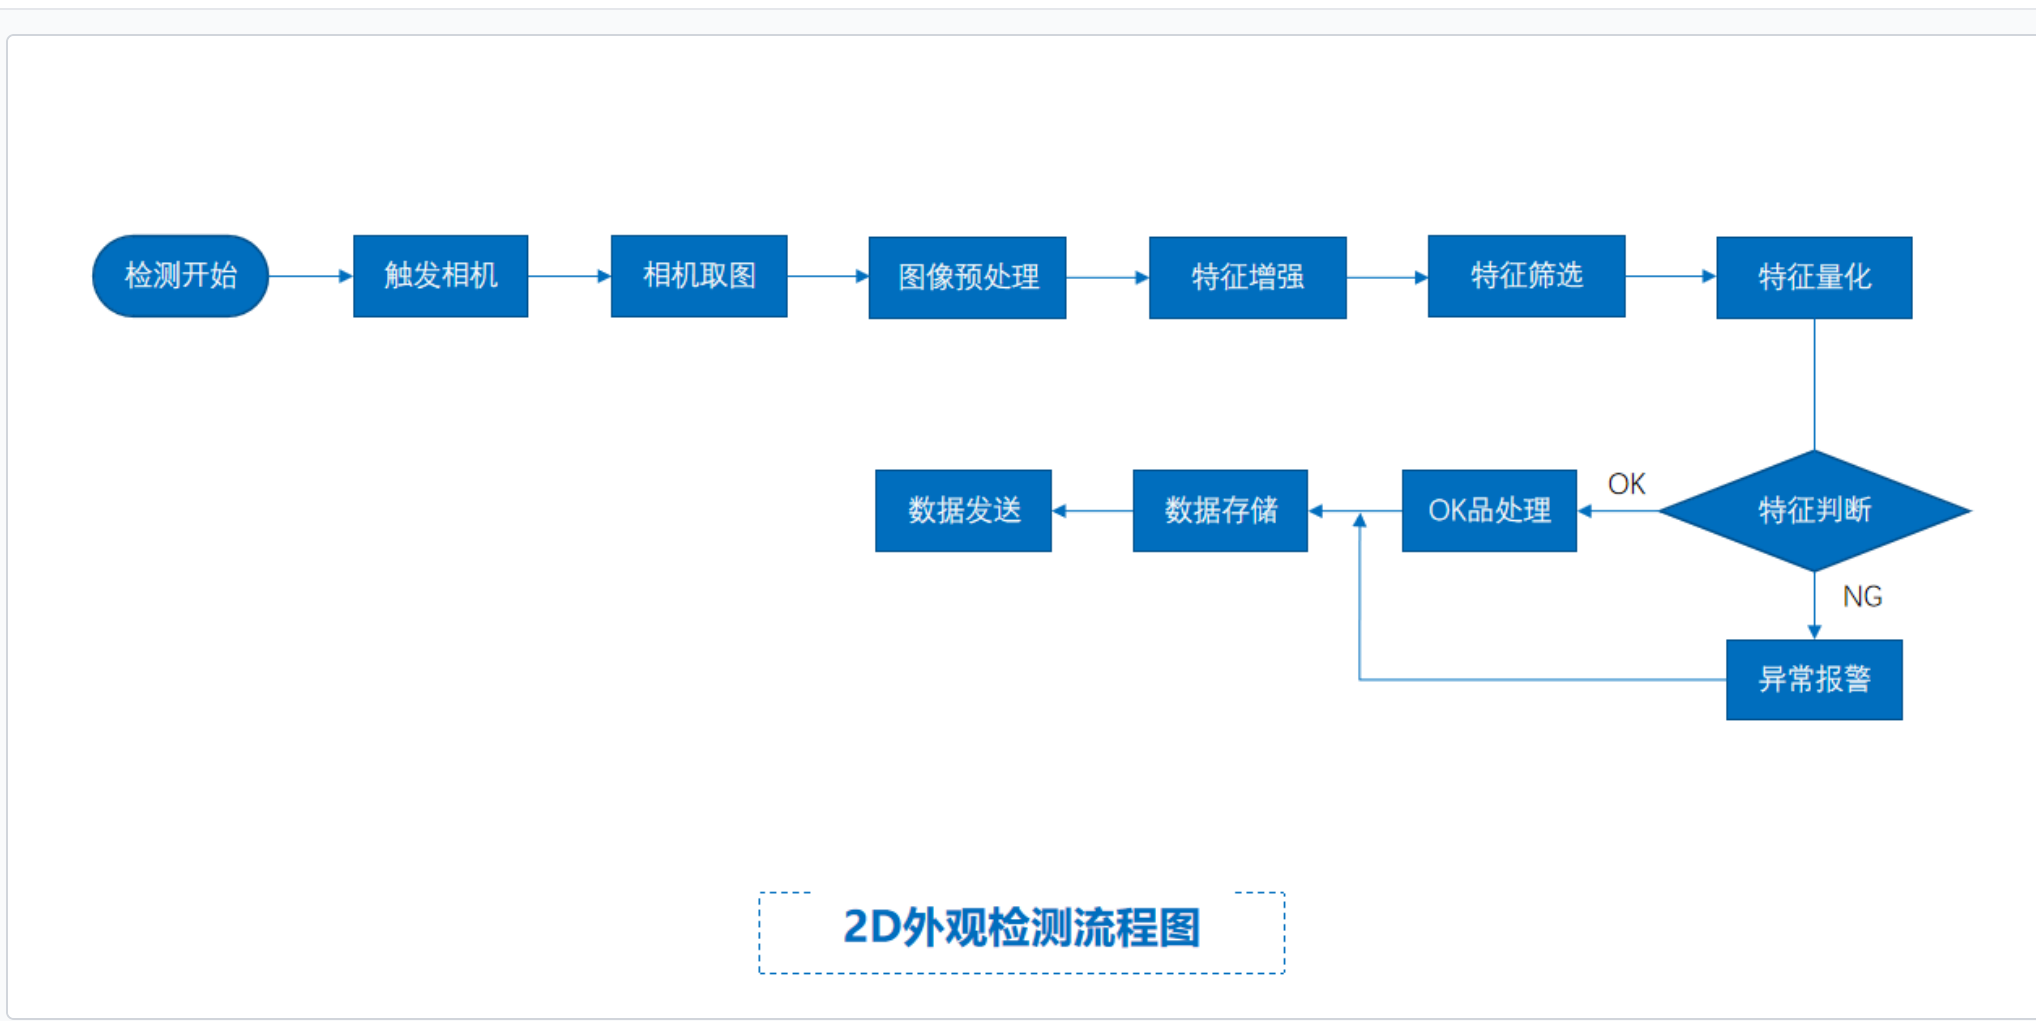 检测开始
触发相机
相机取图
图像预处理
特征增强
特征筛选
特征量化
数据发送
数据存储
OK品处理
OK
特征判断
NG
异常报警
2D外观检测流程图